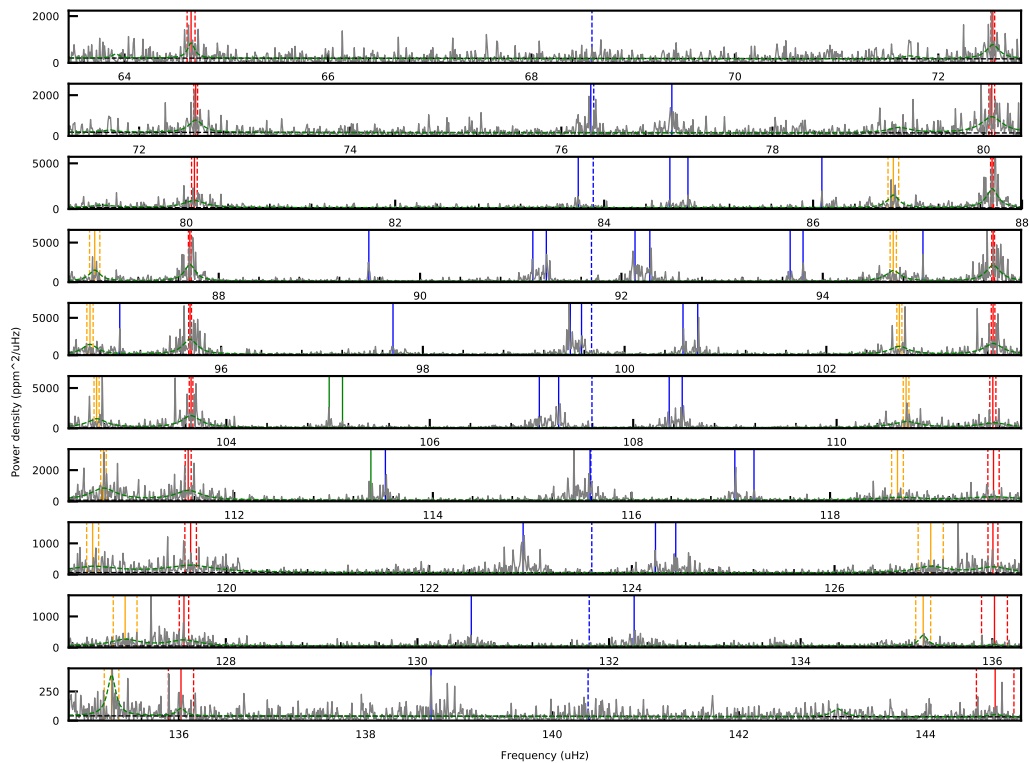 2000
0
64 66 68 70 72
2000
0
72 74 76 78 80
5000
0
80 82 84 86 88
5000
0
88 90 92 94
5000
0
96 98 100 102
5000
0
104 106 108 110
2000
0
112 114 116 118
1000
0
120 122 124 126
1000
0
128 130 132 134 136
250
0
136 138 140 142 144
Power density (ppm^2/uHz)
Frequency (uHz)